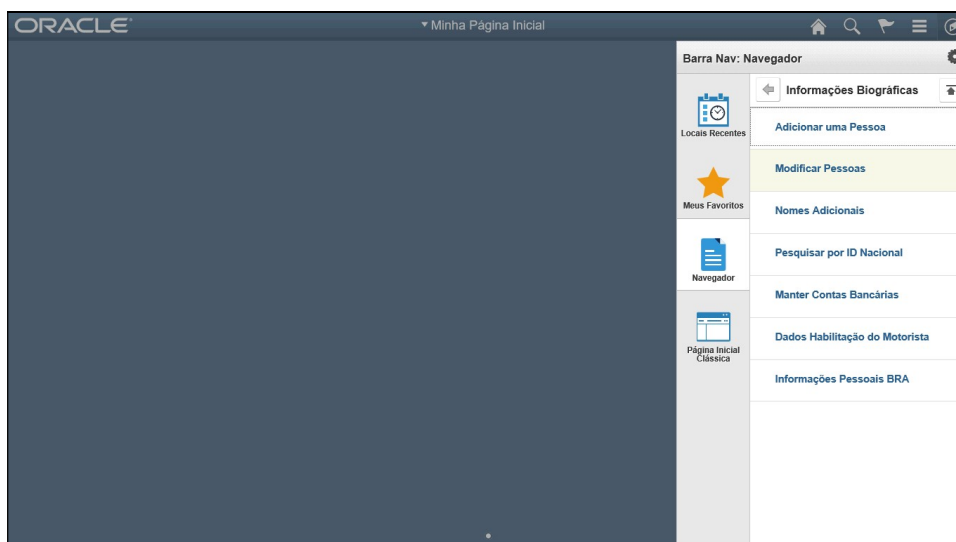 ORACLE
Minha Página Inicial
Barra Nav: Navegador
Informações Biográficas
Locais Recentes
Adicionar uma Pessoa
Modificar Pessoas
Meus Favoritos
Nomes Adicionais
Pesquisar por ID Nacional
Navegador
Manter Contas Bancárias
Dados Habilitação do Motorista
Página Inicial
Clássica
Informações Pessoais BRA